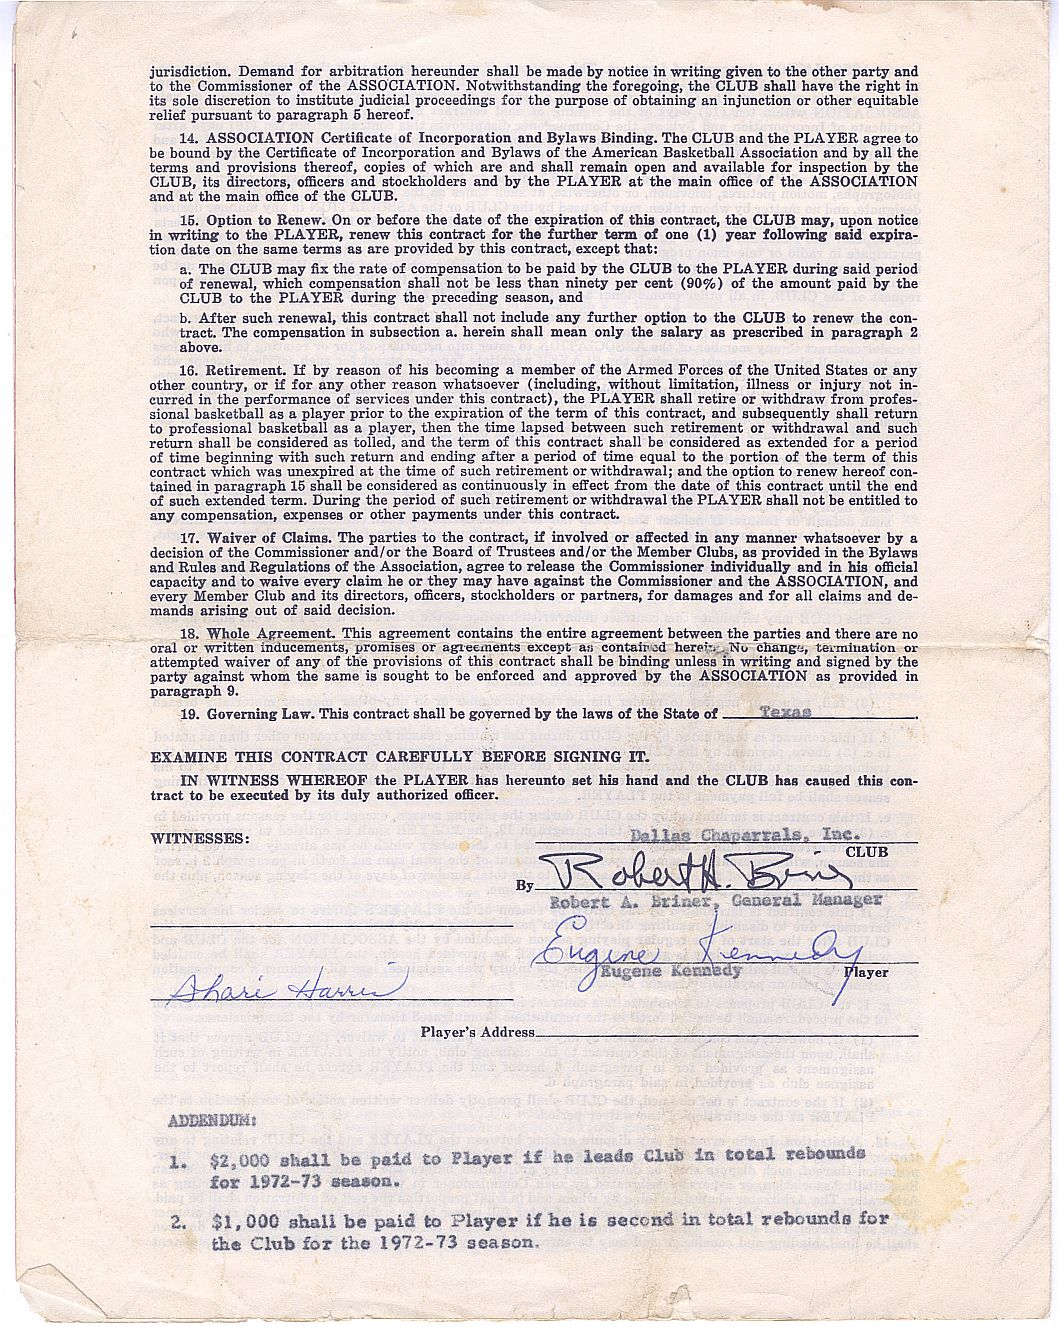 jurisdiction. Demand for arbitration hereunder shall be made by notice in writing given to the other party and
to the Commissioner of the ASSOCIATION. Notwithstanding the foregoing, the CLUB shall have the right in
its sole discretion to institute judicial proceedings for the purpose of obtaining an injunction or other equitable
relief pursuant to paragraph 5 hereof.
14. ASSOCIATION Certificate of Incorporation and Bylaws Binding. The CLUB and the PLAYER agree to
be bound by the Certificate of Incorporation and Bylaws of the American Basketball Association and by all the
terms and provisions thereof, copies of which are and shall remain open and available for inspection by the
CLUB, its directors, officers and stockholders and by the PLAYER at the main office of the ASSOCIATION
and at the main office of the CLUB.
15. Option to Renew. On or before the date of the expiration of this contract, the CLUB may, upon notice
in writing to the PLAYER, renew this contract for the further term of one (1) year following said expira-
tion date on the same terms as are provided by this contract, except that:
a. The CLUB may fix the rate of compensation to be paid by the CLUB to the PLAYER during said period
of renewal, which compensation shall not be less than ninety per cent (90%) of the amount paid by the
CLUB to the PLAYER during the preceding season, and
b. After such renewal, this contract shall not include any further option to the CLUB to renew the con-
tract. The compensation in subsection a. herein shall mean only the salary as prescribed in paragraph 2
above.
16. Retirement. If by reason of his becoming a member of the Armed Forces of the United States or any
other country, or if for any other reason whatsoever (including, without limitation, illness or injury not in-
curred in the performance of services under this contract), the PLAYER shall retire or withdraw from profes-
sional basketball as a player prior to the expiration of the term of this contract, and subsequently shall return
to professional basketball as a player, then the time lapsed between such retirement or withdrawal and such
return shall be considered as tolled, and the term of this contract shall be considered as extended for a period
of time beginning with such return and ending after a period of time equal to the portion of the term of this
contract which was unexpired at the time of such retirement or withdrawal; and the option to renew hereof con-
tained in paragraph 15 shall be considered as continuously in effect from the date of this contract until the end
of such extended term. During the period of such retirement or withdrawal the PLAYER shall not be entitled to
any compensation, expenses or other payments under this contract.
17. Waiver of Claims. The parties to the contract, if involved or affected in any manner whatsoever by a
decision of the Commissioner and/or the Board of Trustees and/or the Member Clubs, as provided in the Bylaws
and Rules and Regulations of the Association, agree to release the Commissioner individually and in his official
capacity and to waive every claim he or they may have against the Commissioner and the ASSOCIATION, and
every Member Club and its directors, officers, stockholders or partners, for damages and for all claims and de-
mands arising out of said decision.
18. Whole Agreement. This agreement contains the entire agreement between the parties and there are no
oral or written inducements, promises or agreements except as contained herein. No change, termination or
attempted waiver of any of the provisions of this contract shall be binding unless in writing and signed by the
party against whom the same is sought to be enforced and approved by the ASSOCIATION as provided in
paragraph 9.
19. Governing Law. This contract shall be governed by the laws of the State of Texas.
EXAMINE THIS CONTRACT CAREFULLY BEFORE SIGNING IT.
IN WITNESS WHEREOF the PLAYER has hereunto set his hand and the CLUB has caused this con-
tract to be executed by its duly authorized officer.
WITNESSES:
Dallas Chaparrals, Inc.
CLUB
By Robert A. Briner
Robert A. Briner, General Manager
Eugene Kennedy
Eugene Kennedy Player
Shari Harris
Player's Address
ADDENDUM:
1. $2,000 shall be paid to Player if he leads Club in total rebounds
for 1972-73 season.
2. $1,000 shall be paid to Player if he is second in total rebounds for
the Club for the 1972-73 season.